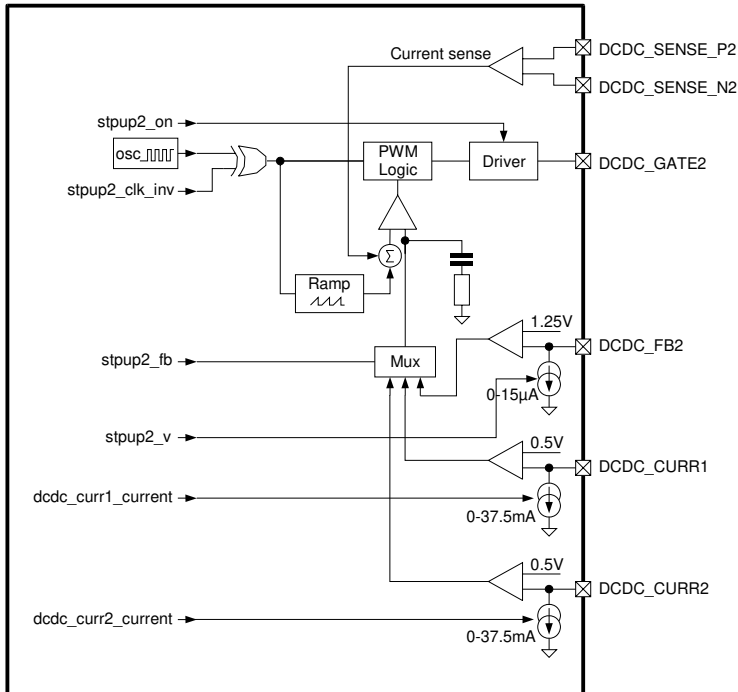 Current sense
DCDC_SENSE_P2
DCDC_SENSE_N2
stpup2_on
osc
PWM
Logic
Driver
DCDC_GATE2
stpup2_clk_inv
Σ
Ramp
1.25V
stpup2_fb
Mux
DCDC_FB2
0-15µA
stpup2_v
0.5V
DCDC_CURR1
dcdc_curr1_current
0-37.5mA
0.5V
DCDC_CURR2
dcdc_curr2_current
0-37.5mA